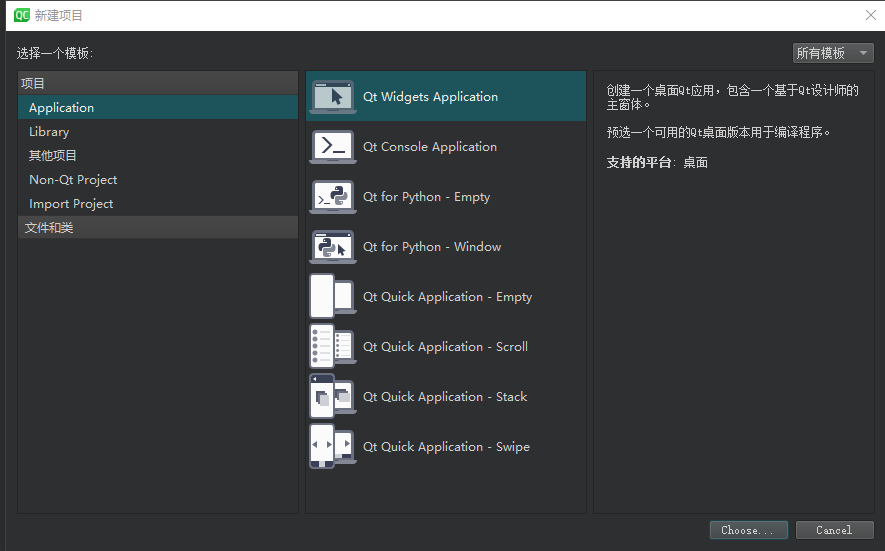 QC 新建项目
选择一个模板:
所有模板
项目
Application
Library
其他项目
Non-Qt Project
Import Project
文件和类
Qt Widgets Application
Qt Console Application
Qt for Python - Empty
Qt for Python - Window
Qt Quick Application - Empty
Qt Quick Application - Scroll
Qt Quick Application - Stack
Qt Quick Application - Swipe
创建一个桌面Qt应用，包含一个基于Qt设计师的
主窗体。
预选一个可用的Qt桌面版本用于编译程序。
支持的平台: 桌面
Choose...
Cancel